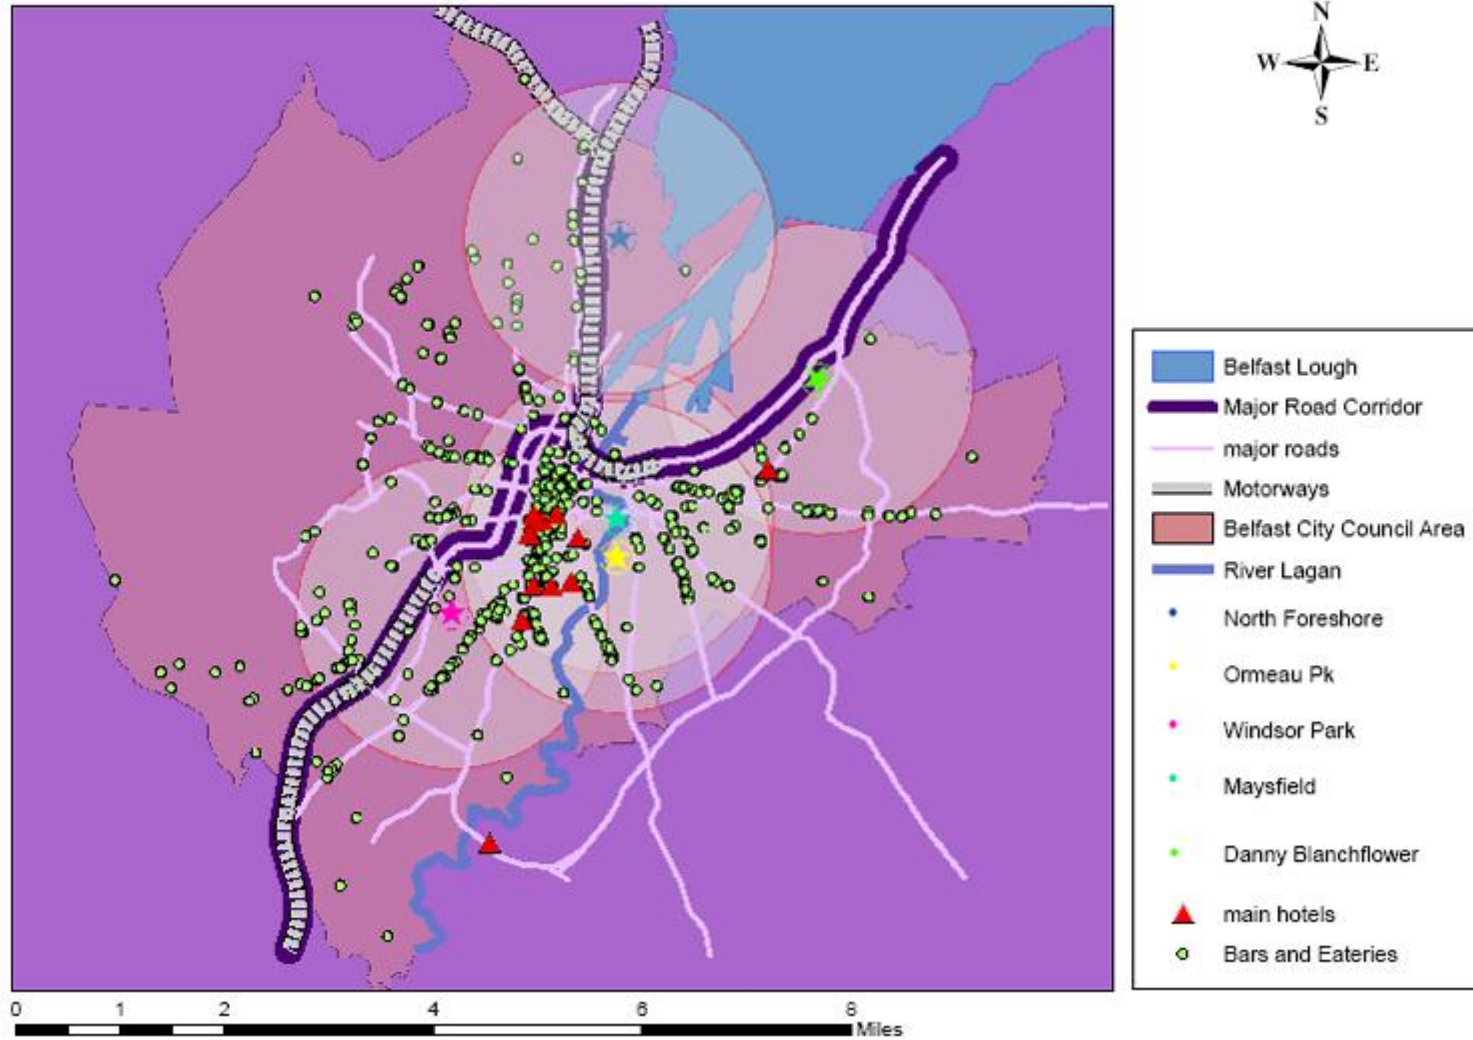 N
W E
S
Belfast Lough
Major Road Corridor
major roads
Motorways
Belfast City Council Area
River Lagan
North Foreshore
Ormeau Pk
Windsor Park
Maysfield
Danny Blanchflower
main hotels
Bars and Eateries
0 1 2 4 6 8
Miles